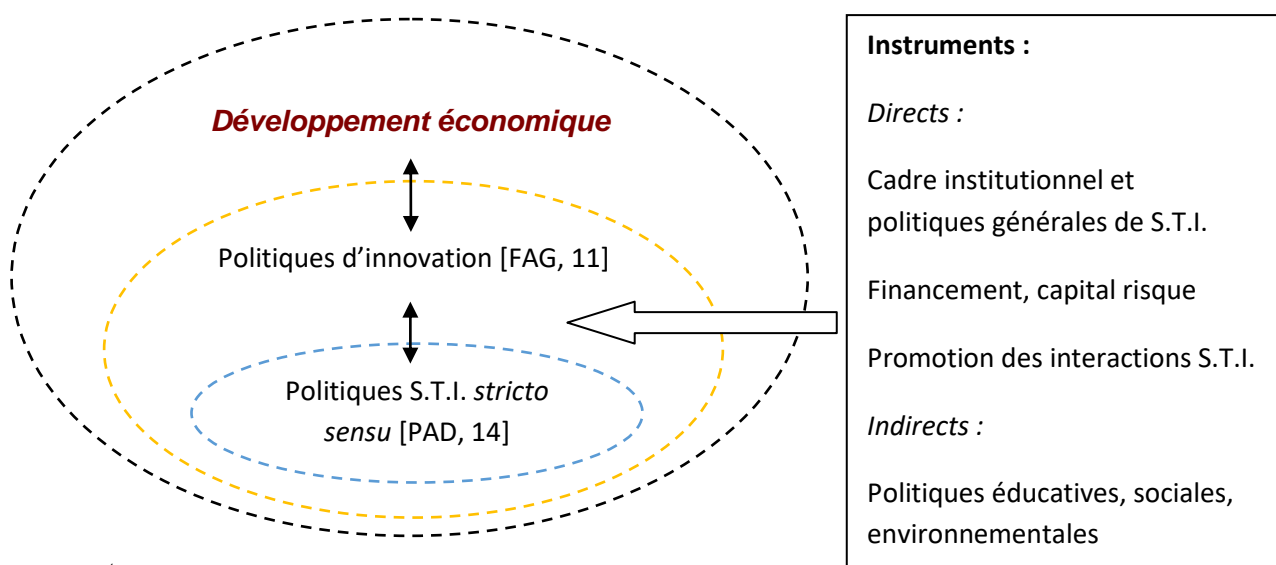 Développement économique
Politiques d’innovation [FAG, 11]
Politiques S.T.I. stricto
sensu [PAD, 14]
Instruments :
Directs :
Cadre institutionnel et
politiques générales de S.T.I.
Financement, capital risque
Promotion des interactions S.T.I.
Indirects :
Politiques éducatives, sociales,
environnementales